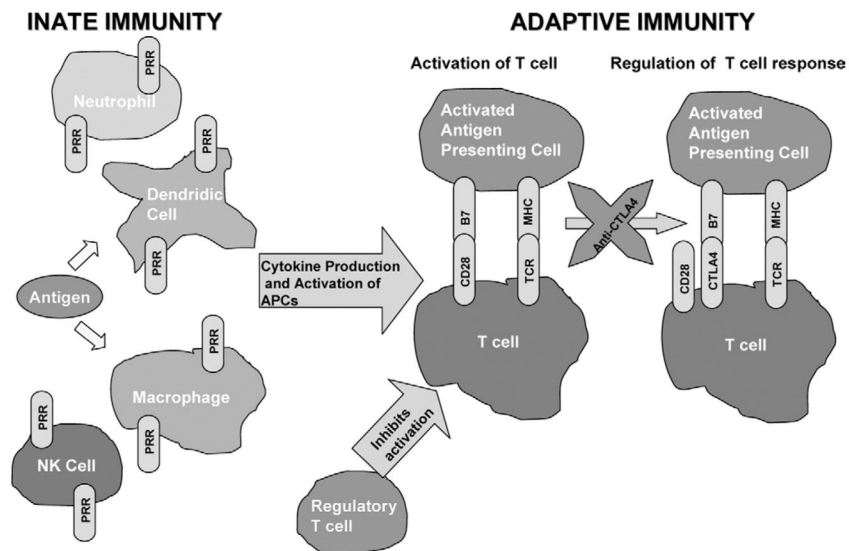 INATE IMMUNITY
PRR
Neutrophil
PRR
PRR
Dendridic
Cell
PRR
Antigen
PRR
Macrophage
PRR
PRR
NK Cell
PRR
Cytokine Production
and Activation of
APCs
ADAPTIVE IMMUNITY
Activation of T cell
Activated
Antigen
Presenting Cell
B7
MHC
CD28
TCR
T cell
Inhibits
activation
Regulatory
T cell
Anti-CTLA4
Regulation of T cell response
Activated
Antigen
Presenting Cell
B7
MHC
CD28
CTLA4
TCR
T cell